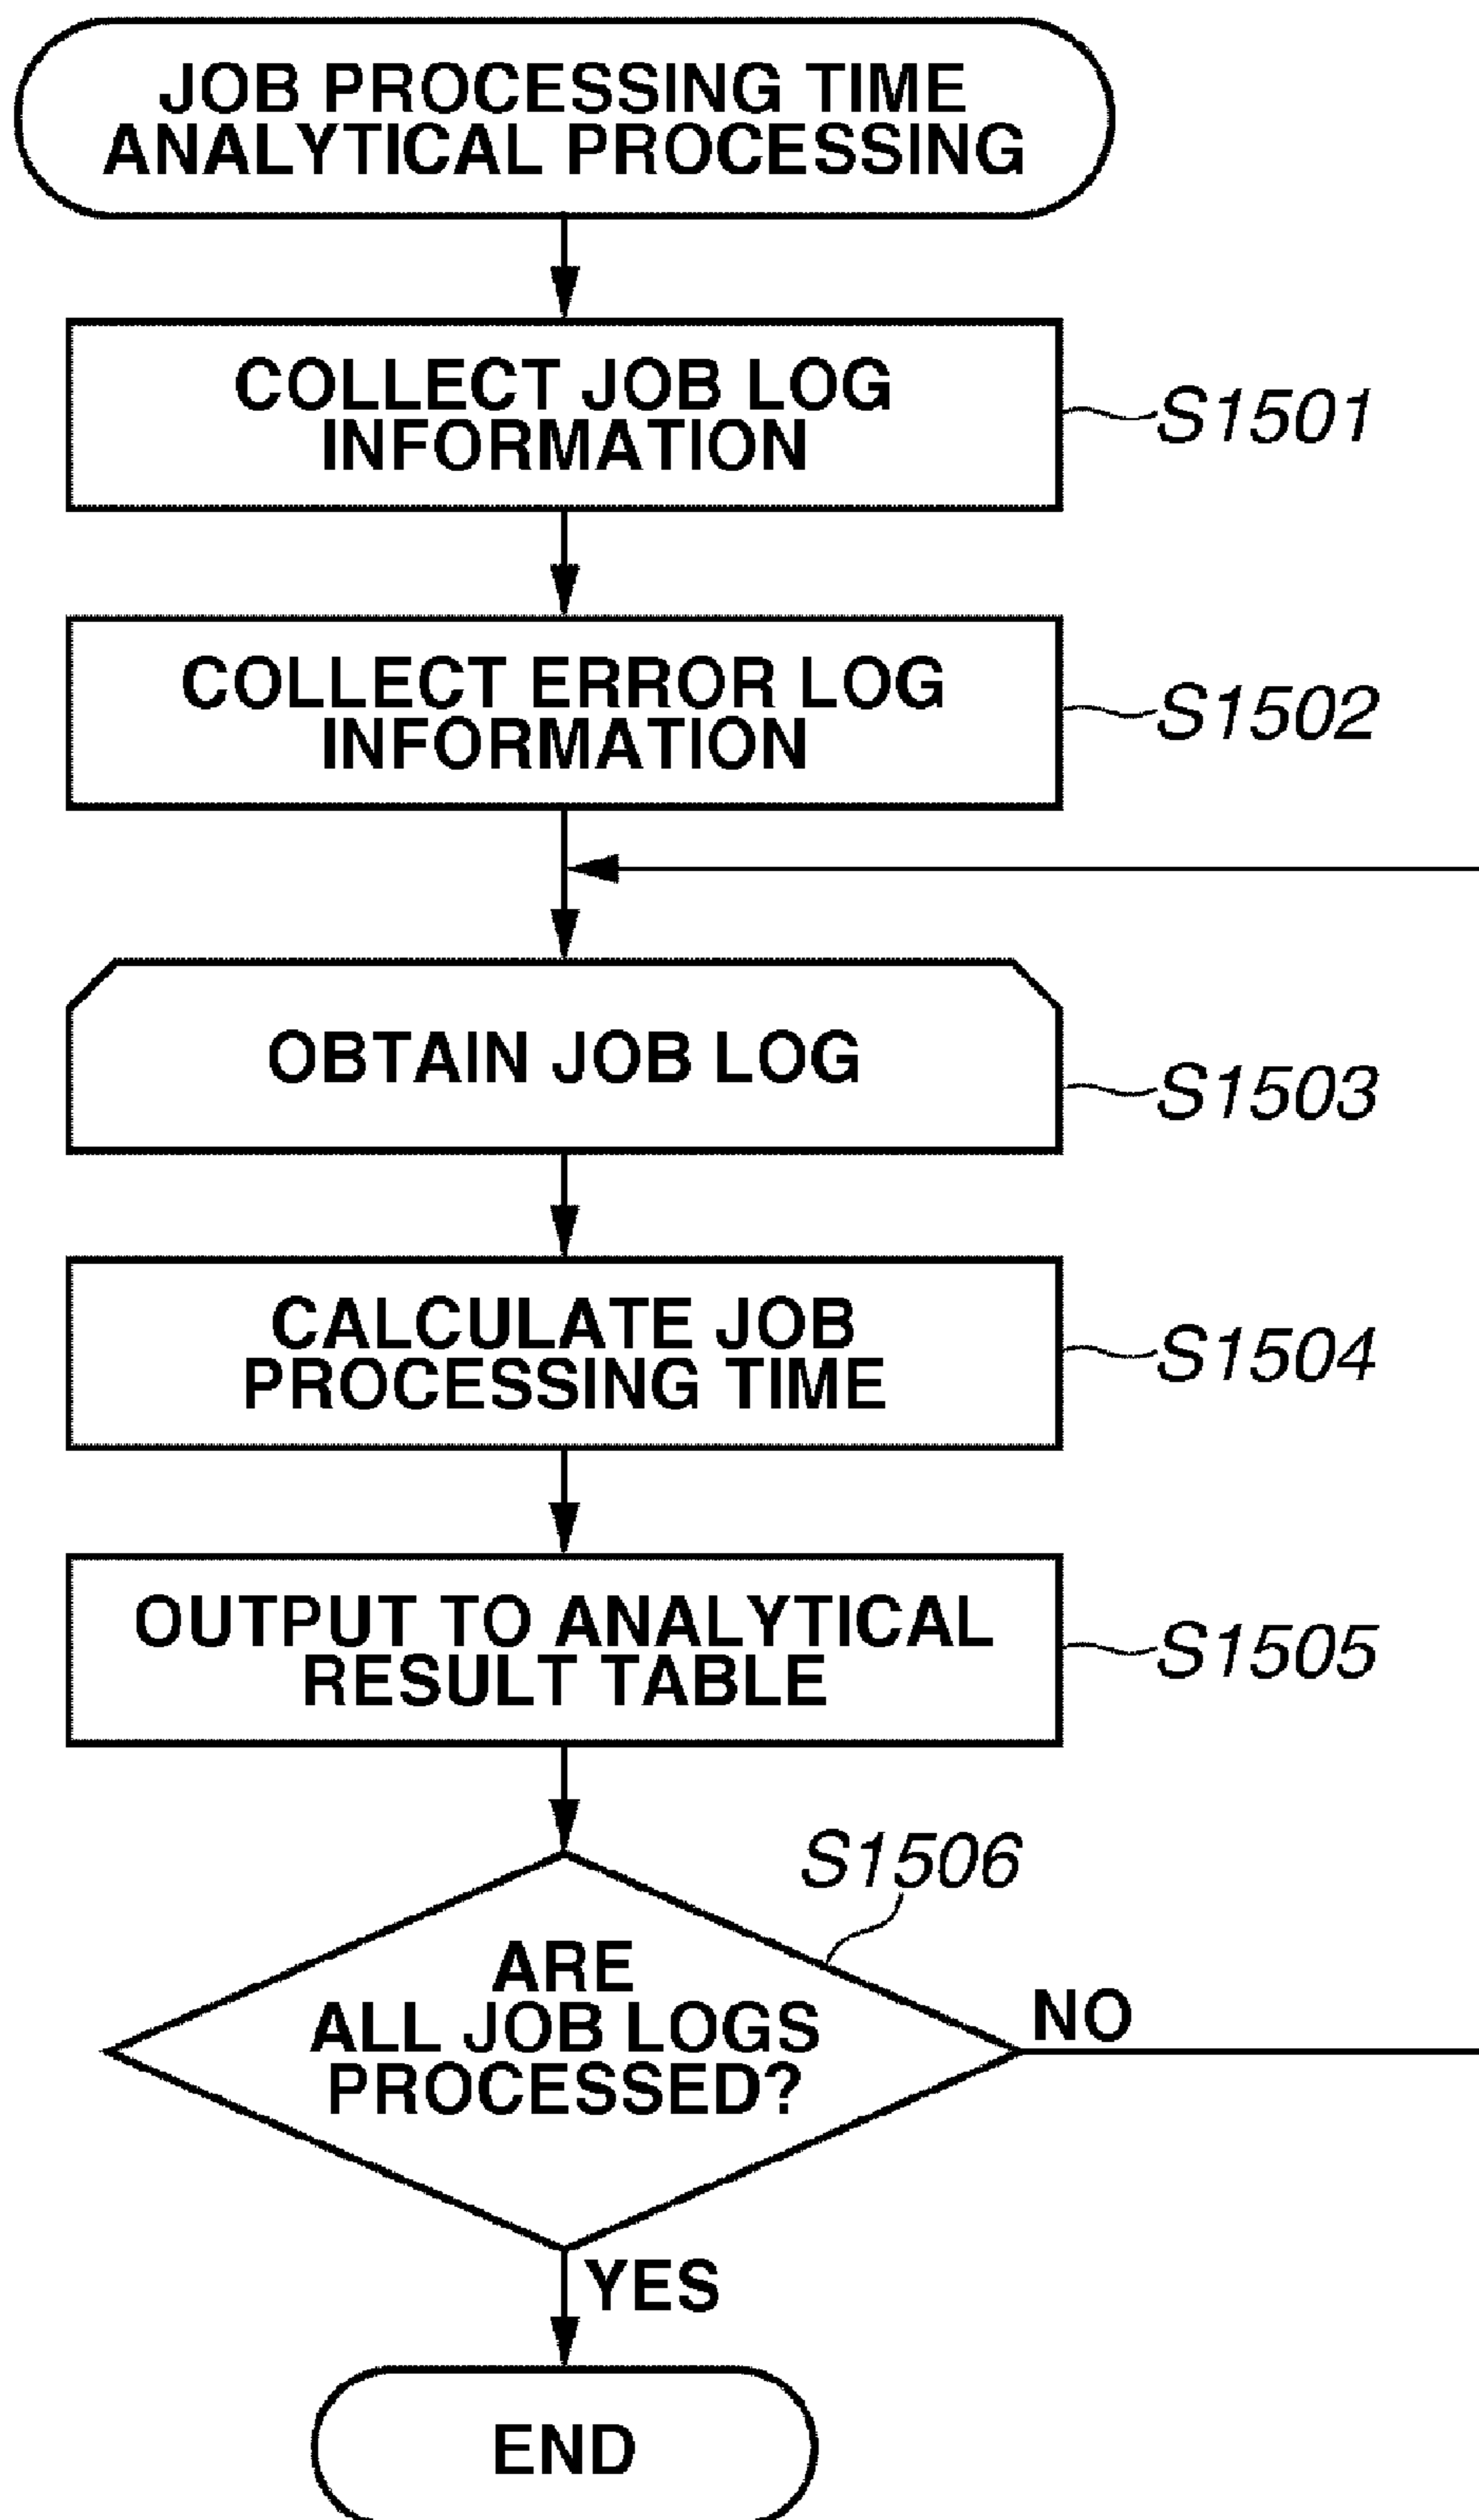 JOB PROCESSING TIME
ANALYTICAL PROCESSING
COLLECT JOB LOG
INFORMATION
S1501
COLLECT ERROR LOG
INFORMATION
S1502
OBTAIN JOB LOG
S1503
CALCULATE JOB
PROCESSING TIME
S1504
OUTPUT TO ANALYTICAL
RESULT TABLE
S1505
S1506
ARE
ALL JOB LOGS
PROCESSED?
NO
YES
END